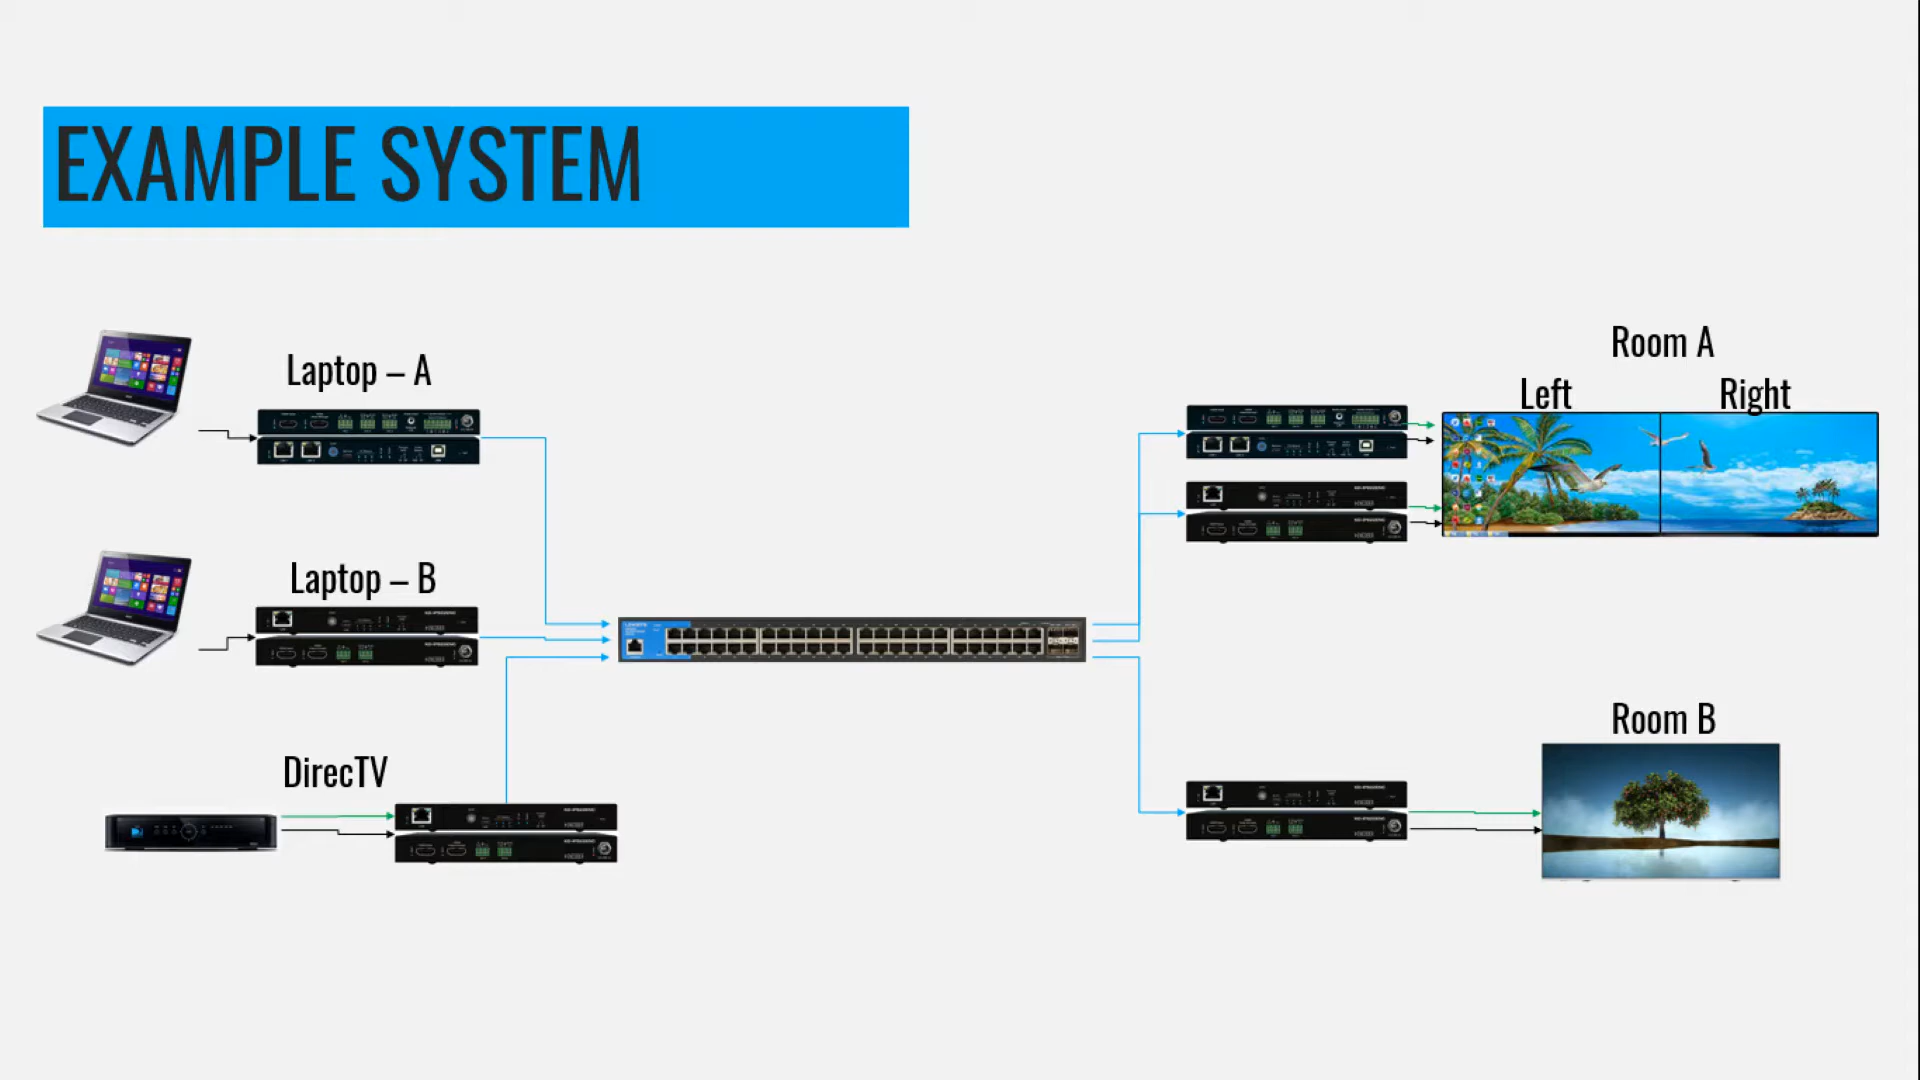 EXAMPLE SYSTEM
Room A
Laptop – A
Left
Right
Laptop – B
Room B
DirecTV